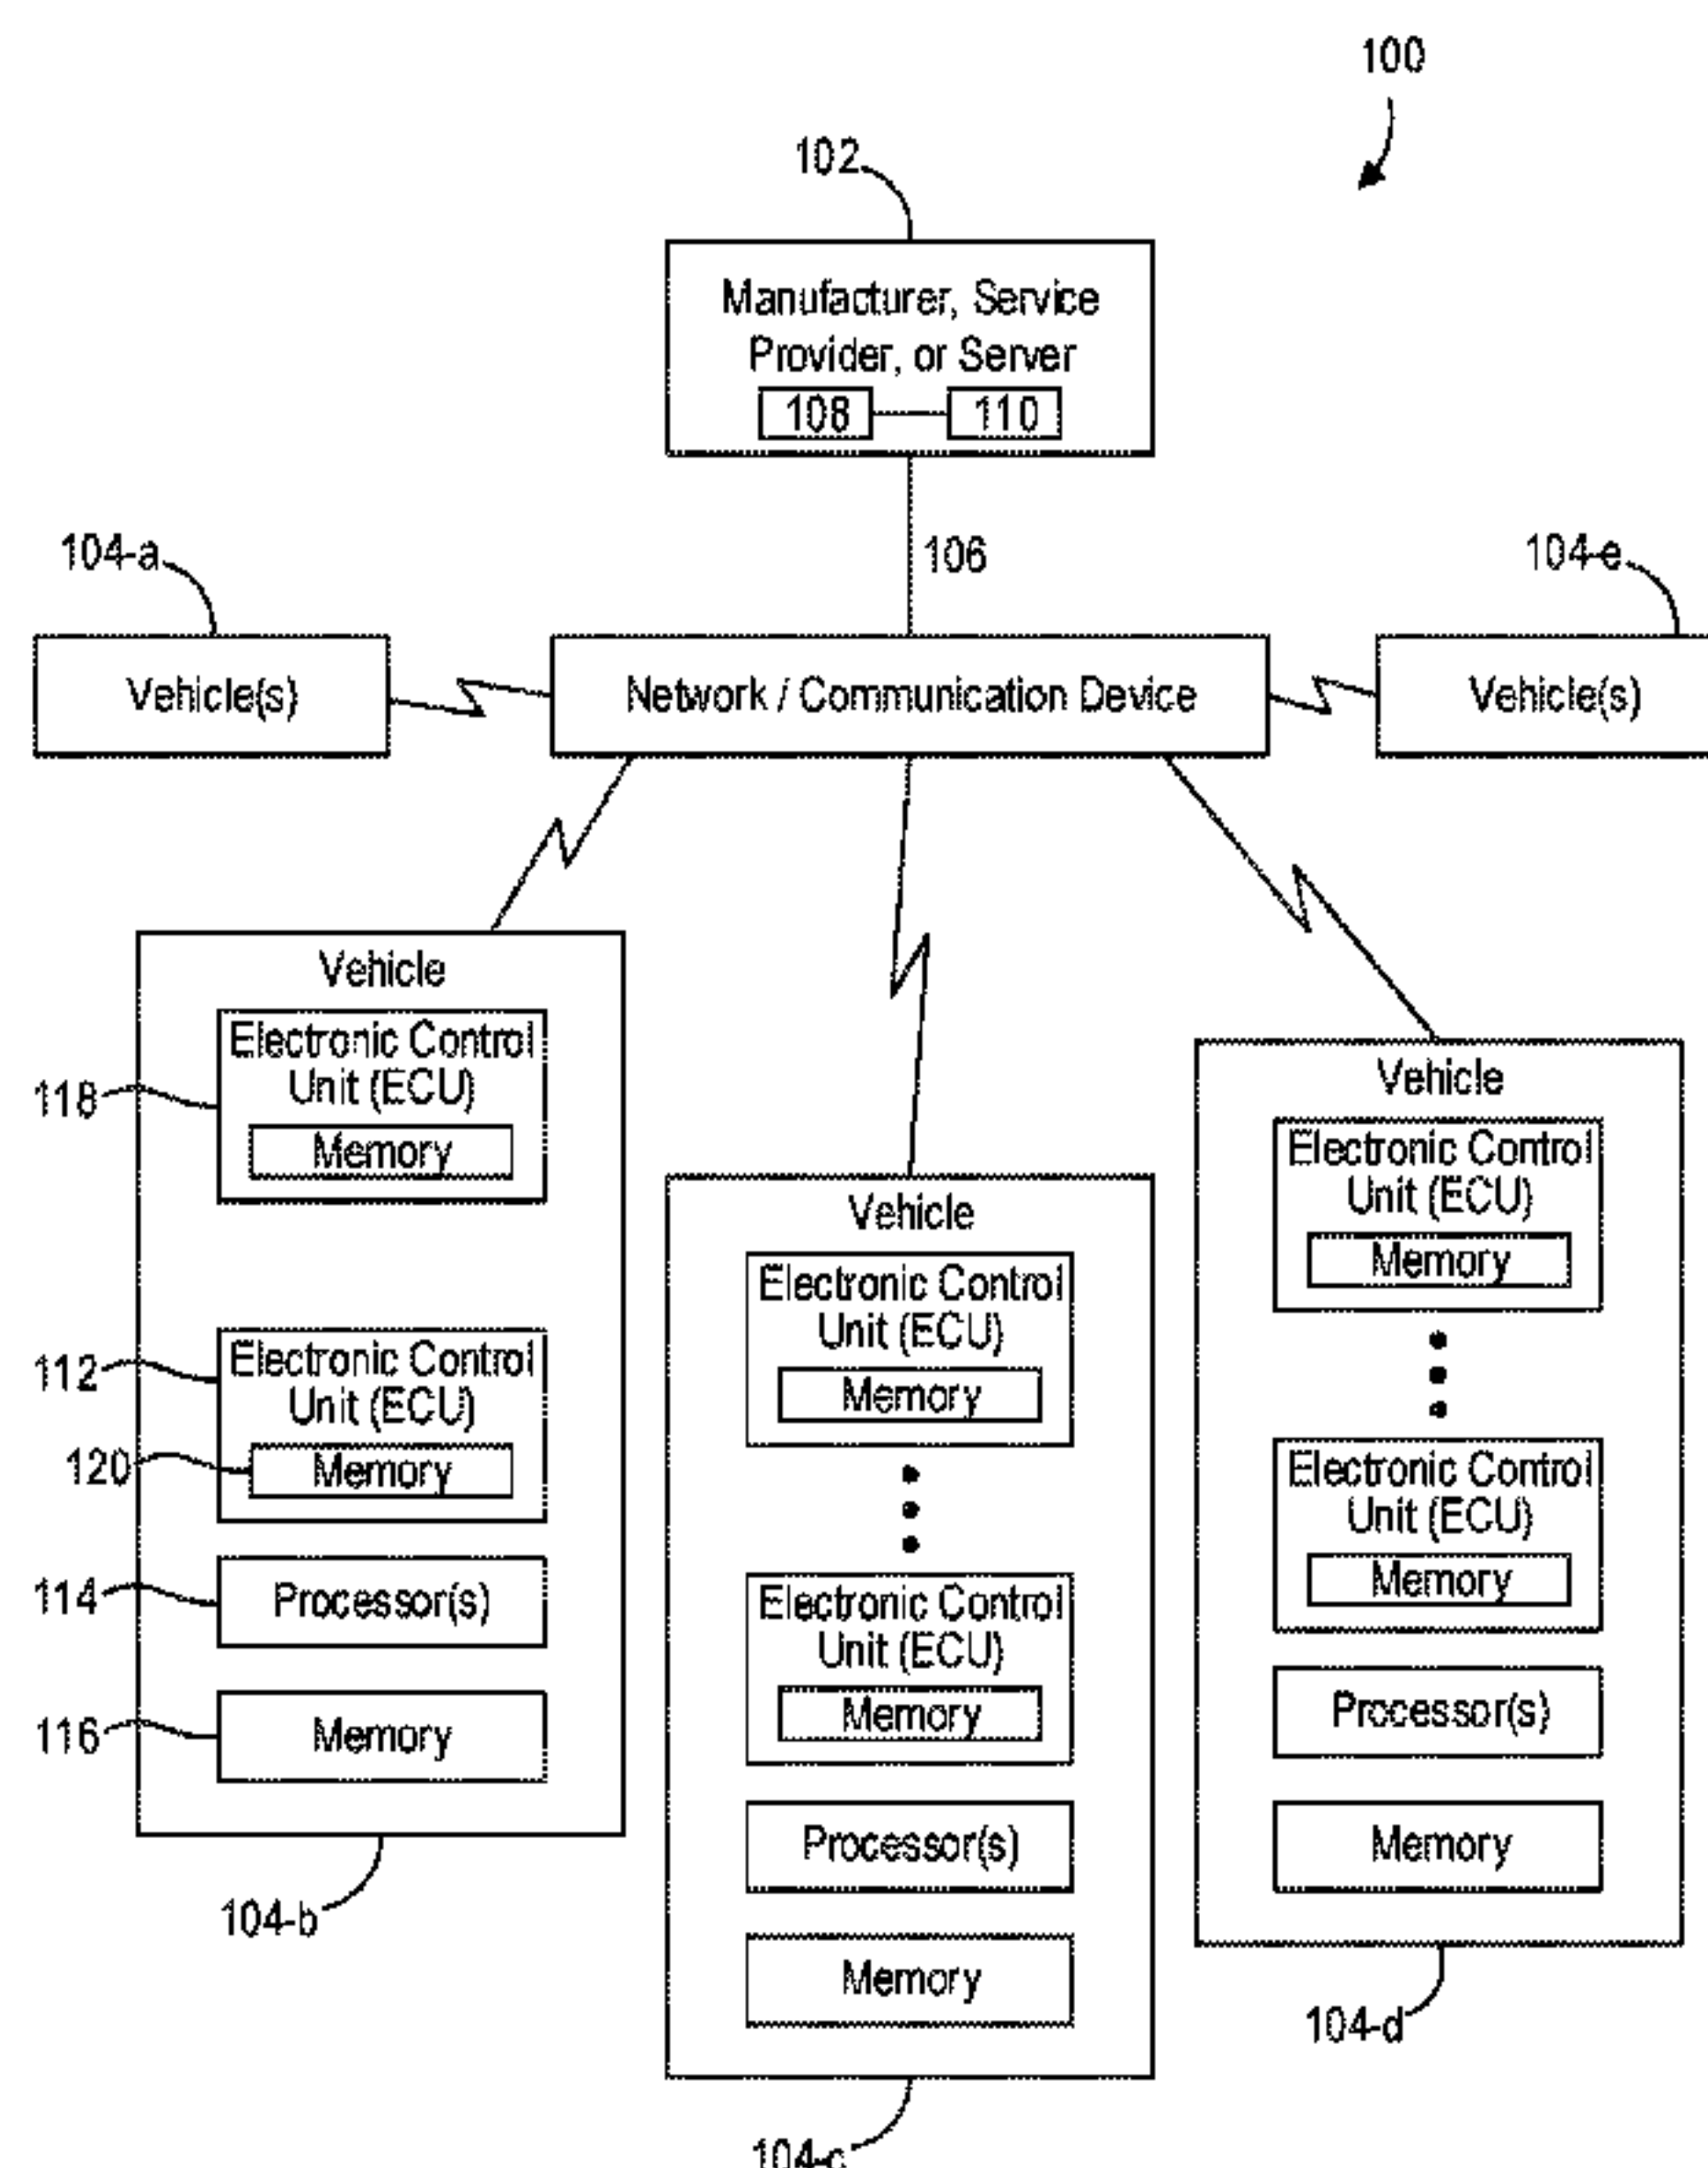 100
102
Manufacturer, Service
Provider, or Server
108
110
104-a
106
104-e
Vehicle(s)
Network / Communication Device
Vehicle(s)
Vehicle
Electronic Control
Unit (ECU)
Memory
118
Electronic Control
Unit (ECU)
112
Memory
120
Processor(s)
114
Memory
116
104-b
Vehicle
Electronic Control
Unit (ECU)
Memory
Electronic Control
Unit (ECU)
Memory
Processor(s)
Memory
104-c
Vehicle
Electronic Control
Unit (ECU)
Memory
Electronic Control
Unit (ECU)
Memory
Processor(s)
Memory
104-d